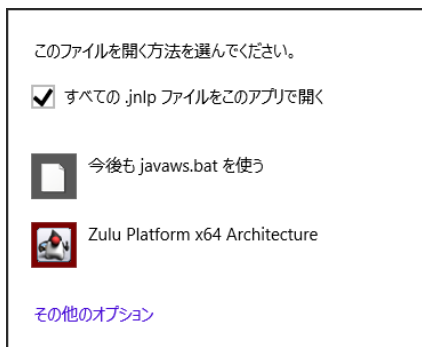 このファイルを開く方法を選んでください。
すべての .jnlp ファイルをこのアプリで開く
今後も javaws.bat を使う
Zulu Platform x64 Architecture
その他のオプション